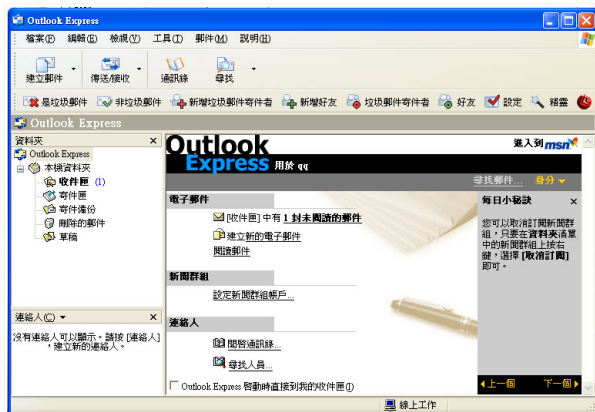 Outlook Express
檔案(F) 編輯(E) 檢視(V) 工具(T) 郵件(M) 說明(H)
建立郵件 傳送/接收 通訊錄 尋找
是垃圾郵件 非垃圾郵件 新增垃圾郵件寄件者 新增好友 垃圾郵件寄件者 好友 設定 精靈
Outlook Express
資料夾 ×
Outlook Express
本機資料夾
收件匣 (1)
寄件匣
寄件備份
刪除的郵件
草稿
連絡人(C) ×
沒有連絡人可以顯示。請按 [連絡人]
，建立新的連絡人。
Outlook
Express 用於 qq
進入到 msn
尋找郵件... 身分
電子郵件
[收件匣] 中有 1 封未閱讀的郵件
建立新的電子郵件
閱讀郵件
新聞群組
設定新聞群組帳戶...
連絡人
開啓通訊錄...
尋找人員...
Outlook Express 啓動時直接到我的收件匣(I)
每日小秘訣 ×
您可以取消訂閱新聞群
組，只要在資料夾清單
中的新聞群組上按右
鍵，選擇 [取消訂閱]
即可。
上一個 下一個
線上工作